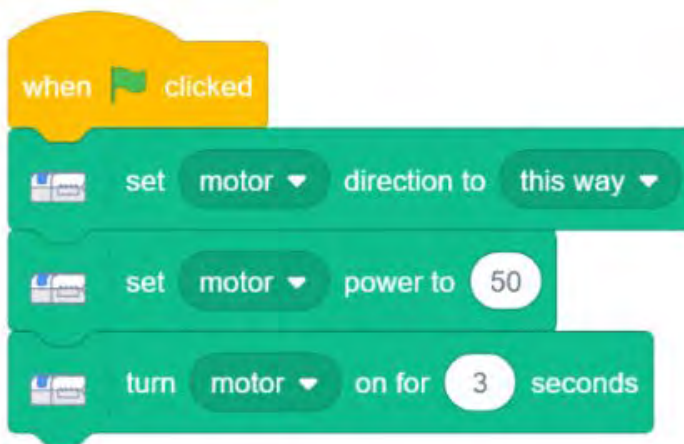 when clicked
set motor direction to this way
set motor power to 50
turn motor on for 3 seconds